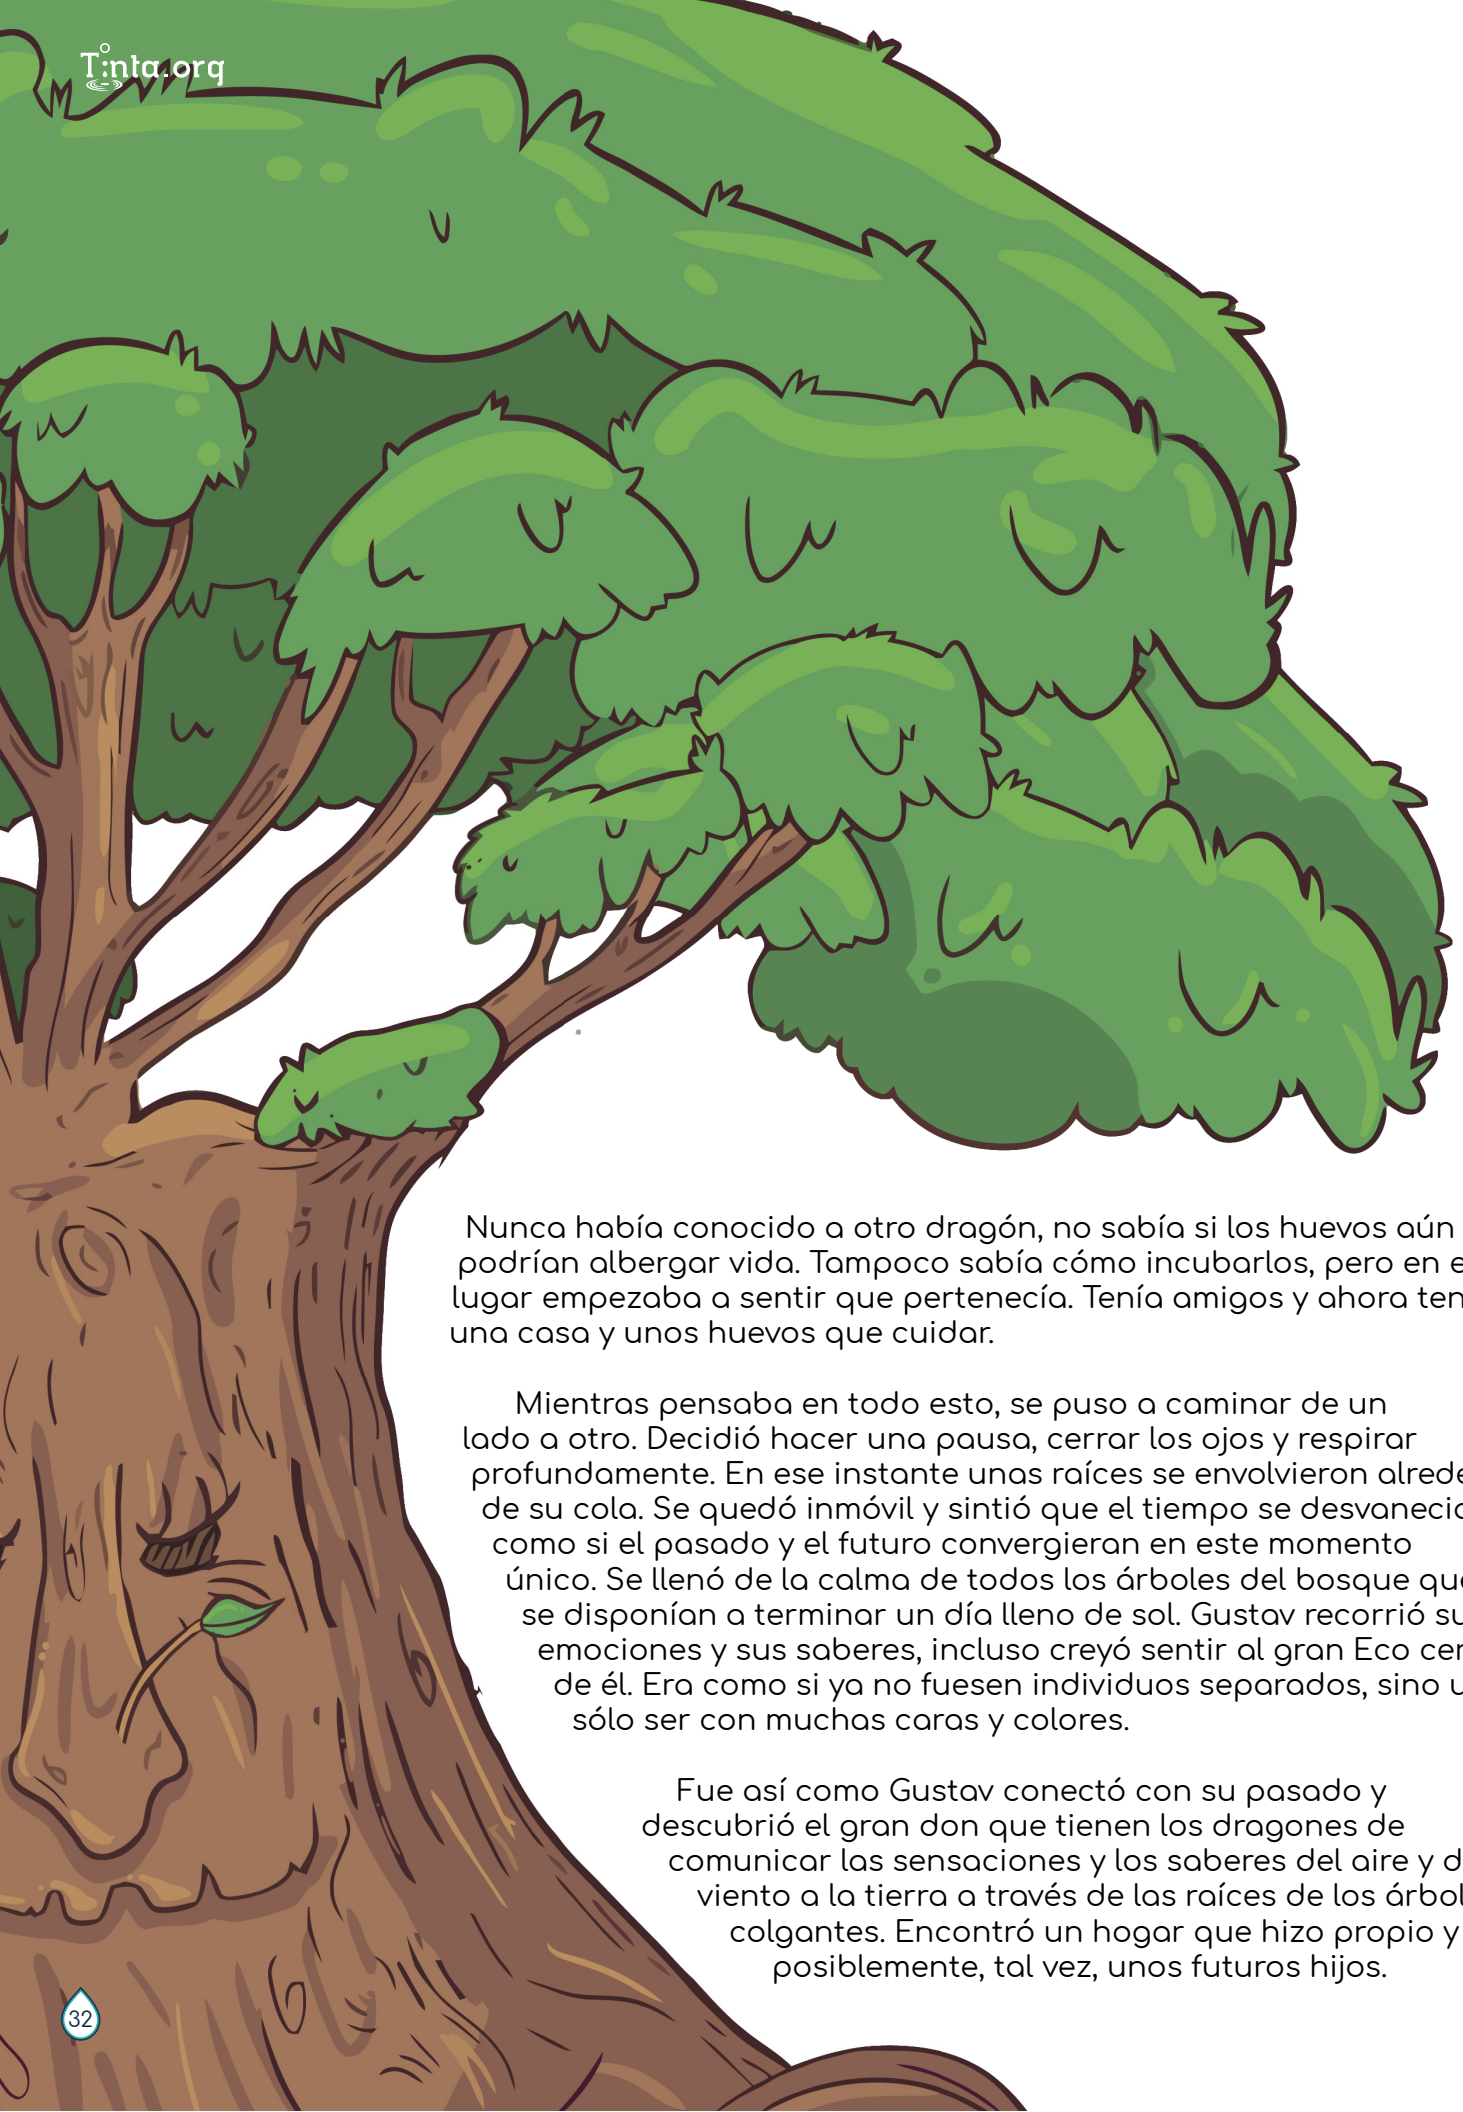 Tinta.org
Nunca había conocido a otro dragón, no sabía si los huevos aún
podrían albergar vida. Tampoco sabía cómo incubarlos, pero en e
lugar empezaba a sentir que pertenecía. Tenía amigos y ahora ten
una casa y unos huevos que cuidar.
Mientras pensaba en todo esto, se puso a caminar de un
lado a otro. Decidió hacer una pausa, cerrar los ojos y respirar
profundamente. En ese instante unas raíces se envolvieron alrede
de su cola. Se quedó inmóvil y sintió que el tiempo se desvanecí
como si el pasado y el futuro convergieran en este momento
único. Se llenó de la calma de todos los árboles del bosque que
se disponían a terminar un día lleno de sol. Gustav recorrió su
emociones y sus saberes, incluso creyó sentir al gran Eco cer
de él. Era como si ya no fuesen individuos separados, sino u
sólo ser con muchas caras y colores.
Fue así como Gustav conectó con su pasado y
descubrió el gran don que tienen los dragones de
comunicar las sensaciones y los saberes del aire y d
viento a la tierra a través de las raíces de los árbol
colgantes. Encontró un hogar que hizo propio y
posiblemente, tal vez, unos futuros hijos.
32